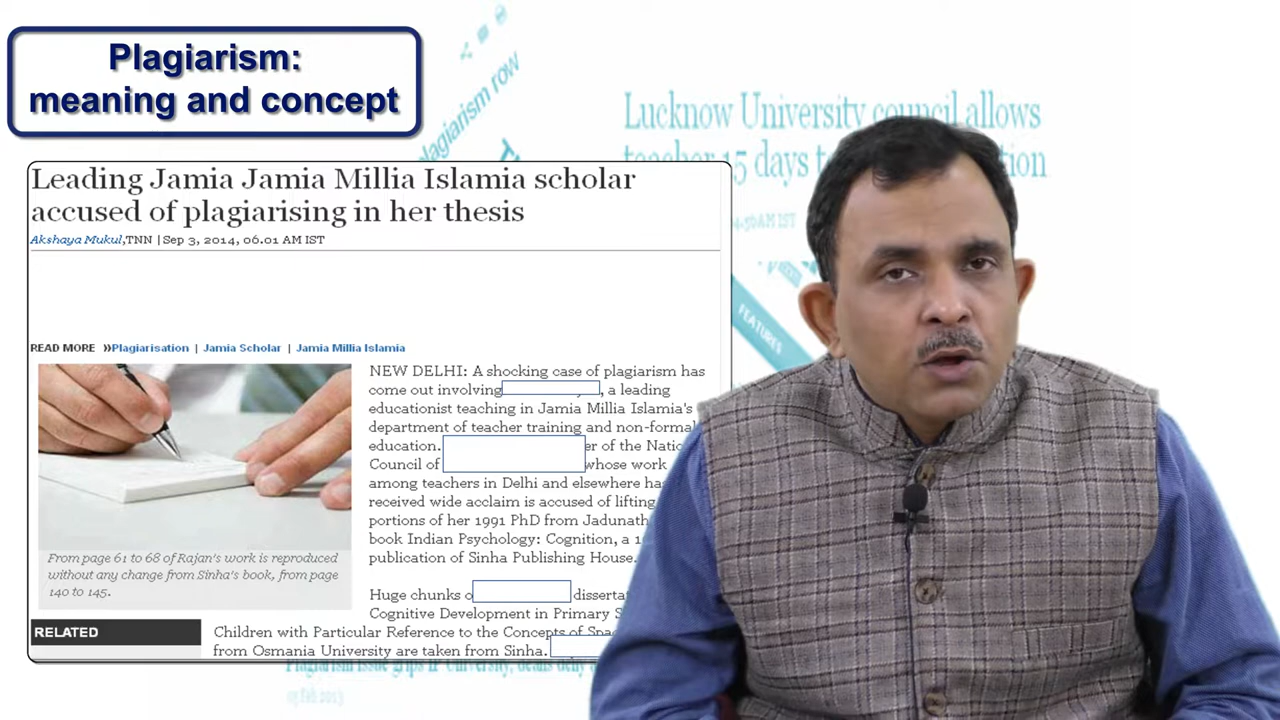 Plagiarism:
meaning and concept
plagiarism row
Lucknow University council allows
teacher 15 days
Leading Jamia Jamia Millia Islamia scholar
accused of plagiarising in her thesis
Akshaya Mukul,TNN | Sep 3, 2014, 06.01 AM IST
FEATURES
READ MORE »Plagiarisation | Jamia Scholar | Jamia Millia Islamia
NEW DELHI: A shocking case of plagiarism has
come out involving , a leading
educationist teaching in Jamia Millia Islamia's
department of teacher training and non-formal
education. of the
Council of whose work
among teachers in Delhi and elsewhere has
received wide acclaim is accused of lifting
portions of her 1991 PhD from Jadunath
book Indian Psychology: Cognition, a
publication of Sinha Publishing House.
From page 61 to 68 of Rajan's work is reproduced
without any change from Sinha's book, from page
140 to 145.
Huge chunks
Cognitive Development in Primary
RELATED
Children with Particular Reference to the Concepts of
from Osmania University are taken from Sinha.
Plagiarism issue grips